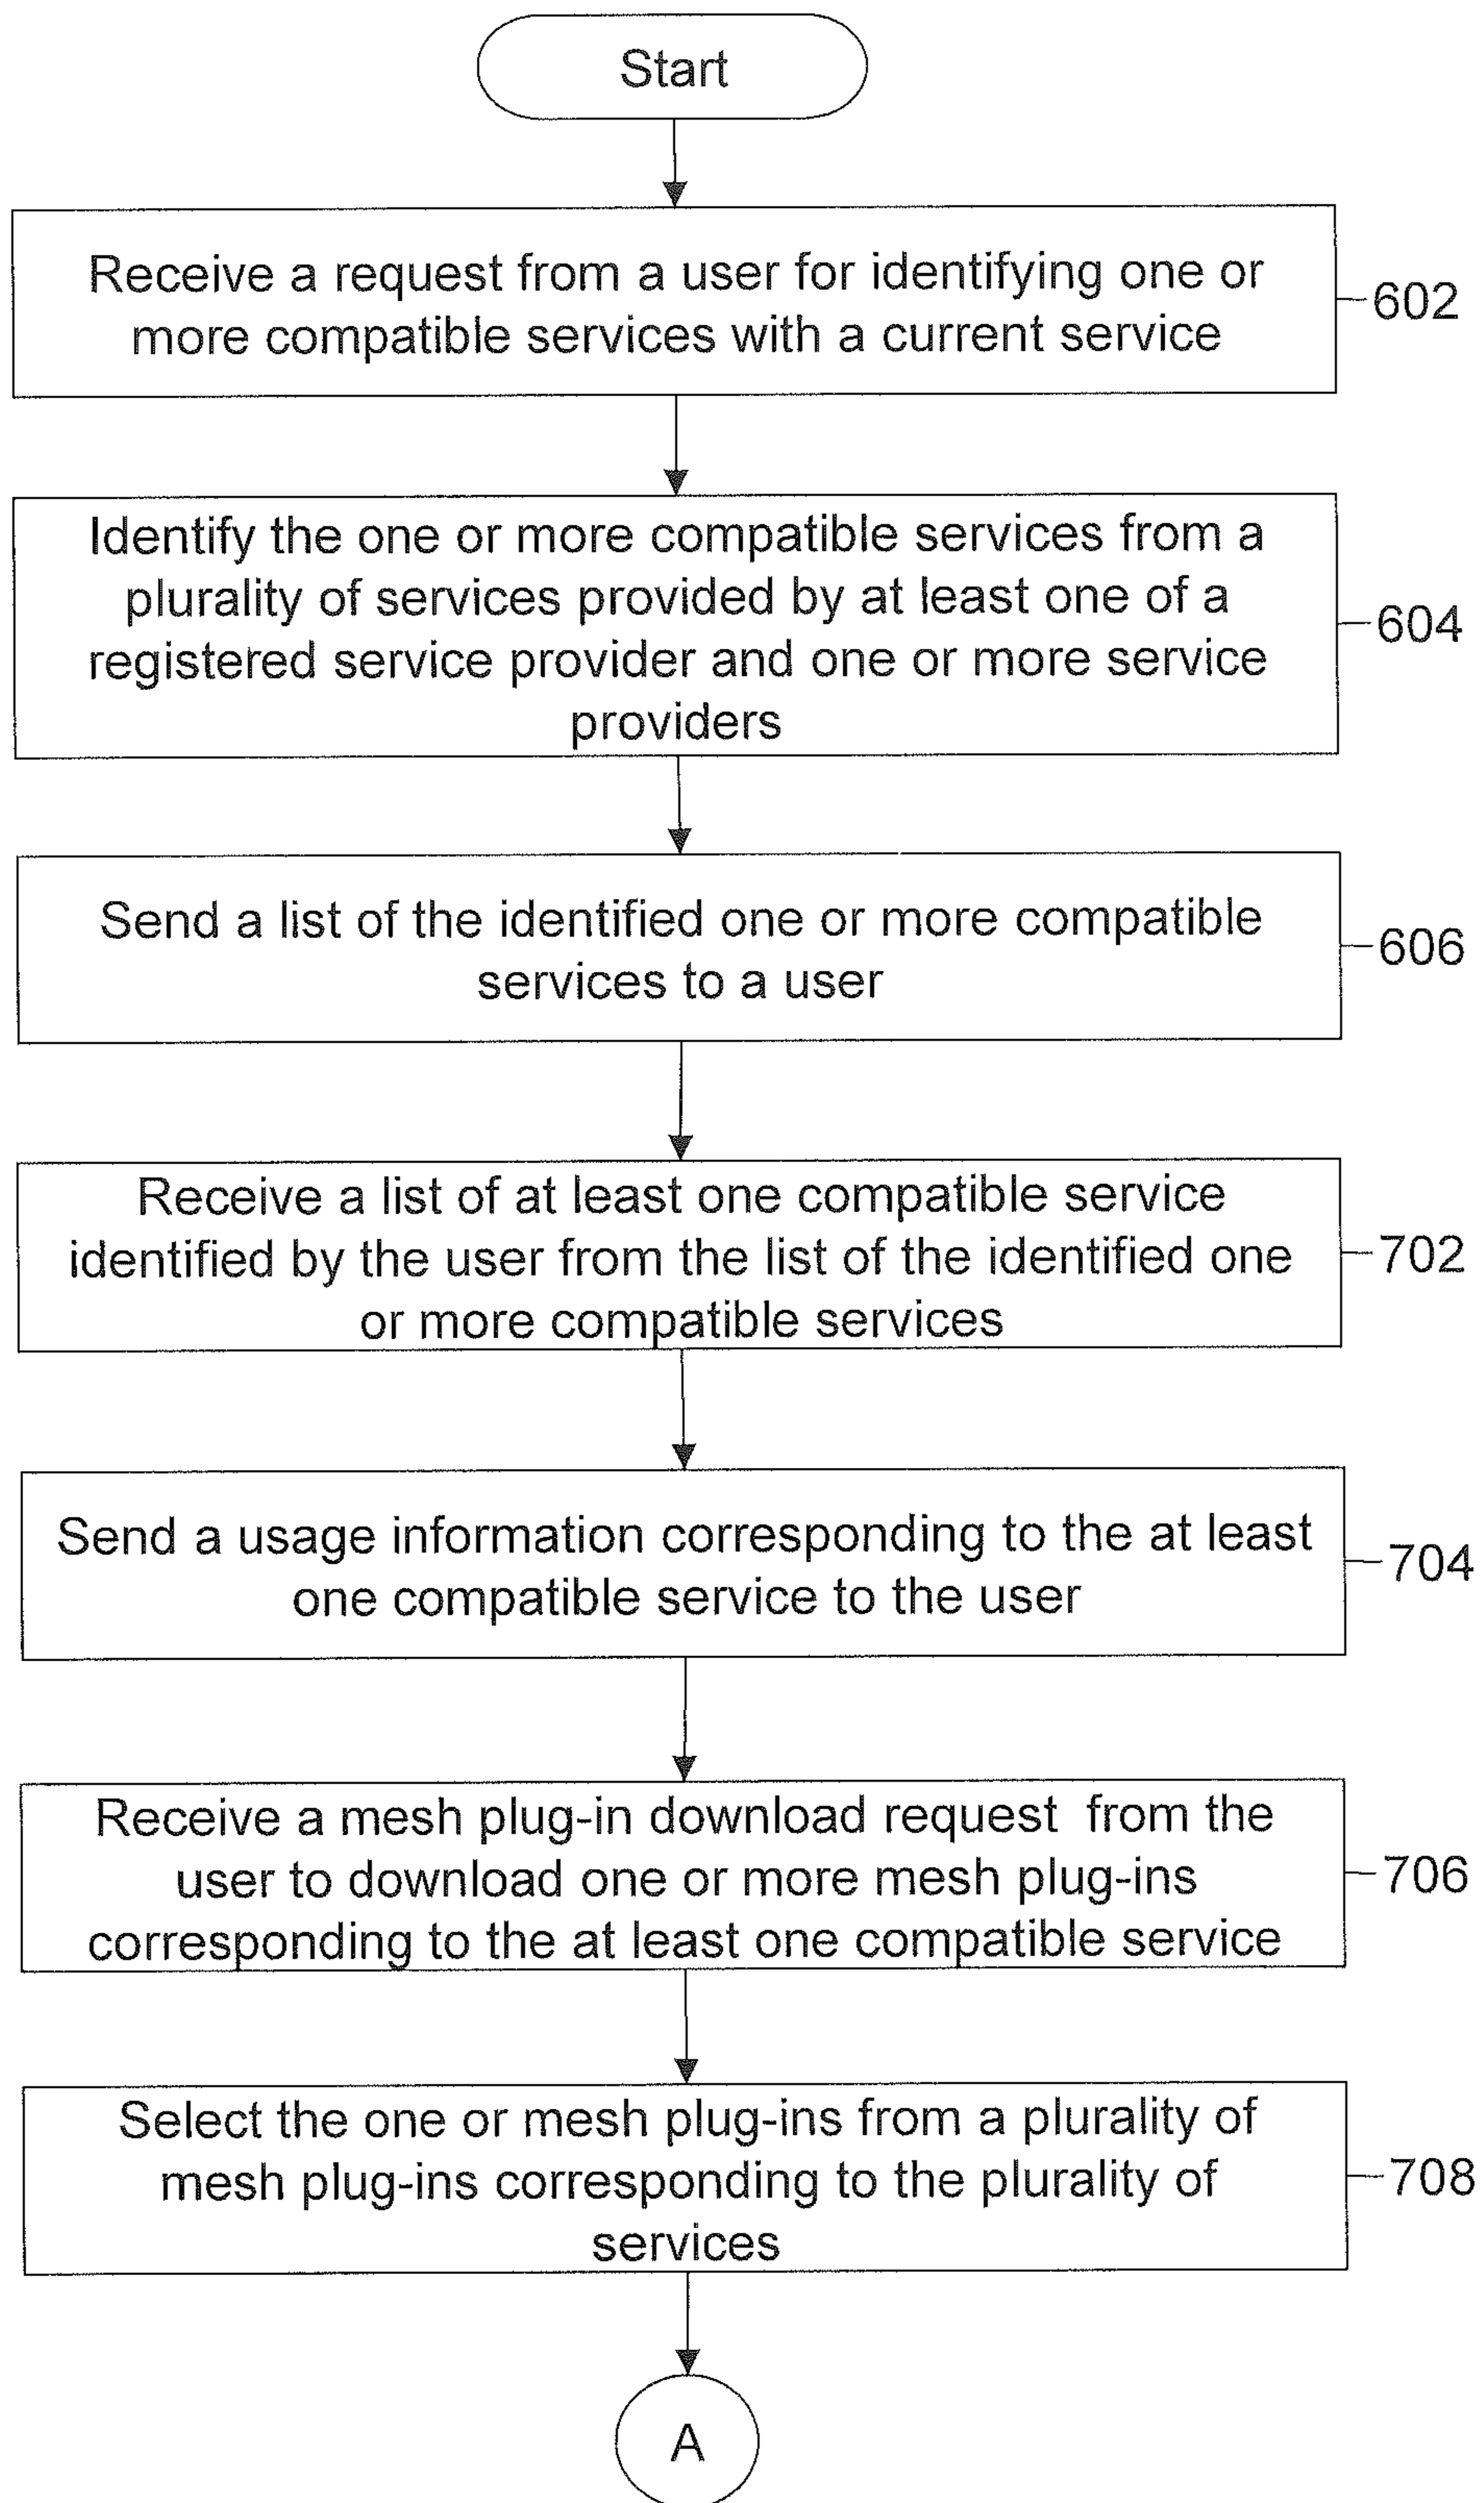 Start
Receive a request from a user for identifying one or
more compatible services with a current service
602
Identify the one or more compatible services from a
plurality of services provided by at least one of a
registered service provider and one or more service
providers
604
Send a list of the identified one or more compatible
services to a user
606
Receive a list of at least one compatible service
identified by the user from the list of the identified one
or more compatible services
702
Send a usage information corresponding to the at least
one compatible service to the user
704
Receive a mesh plug-in download request from the
user to download one or more mesh plug-ins
corresponding to the at least one compatible service
706
Select the one or mesh plug-ins from a plurality of
mesh plug-ins corresponding to the plurality of
services
708
A